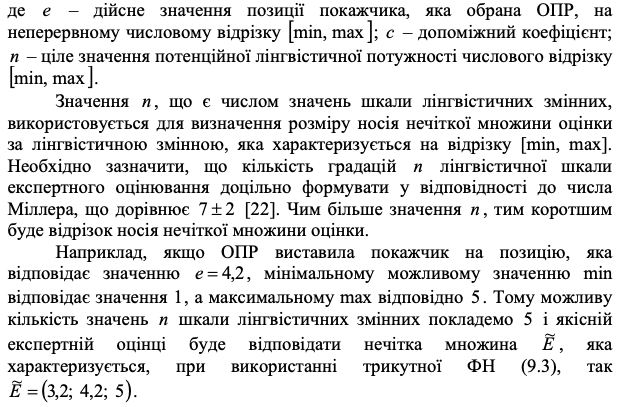 де e – дійсне значення позиції покажчика, яка обрана ОПР, на
неперервному числовому відрізку [min, max]; c – допоміжний коефіцієнт;
n – ціле значення потенційної лінгвістичної потужності числового відрізку
[min, max].
Значення n, що є числом значень шкали лінгвістичних змінних,
використовується для визначення розміру носія нечіткої множини оцінки
за лінгвістичною змінною, яка характеризується на відрізку [min, max].
Необхідно зазначити, що кількість градацій n лінгвістичної шкали
експертного оцінювання доцільно формувати у відповідності до числа
Міллера, що дорівнює 7 ± 2 [22]. Чим більше значення n, тим коротшим
буде відрізок носія нечіткої множини оцінки.
Наприклад, якщо ОПР виставила покажчик на позицію, яка
відповідає значенню e = 4,2, мінімальному можливому значенню min
відповідає значення 1, а максимальному max відповідно 5. Тому можливу
кількість значень n шкали лінгвістичних змінних покладемо 5 і якісній
експертній оцінці буде відповідати нечітка множина Ẽ, яка
характеризується, при використанні трикутної ФН (9.3), так
Ẽ = (3,2; 4,2; 5).